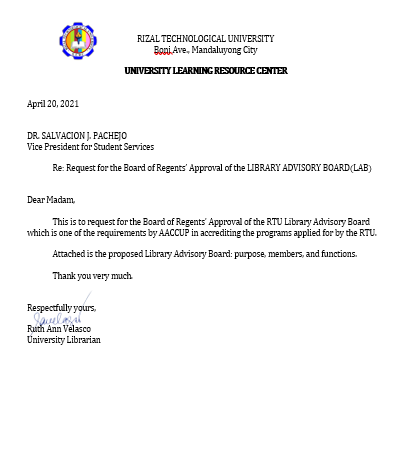 RIZAL TECHNOLOGICAL UNIVERSITY
Boni Ave., Mandaluyong City
UNIVERSITY LEARNING RESOURCE CENTER
April 20, 2021
DR. SALVACION J. PACHEJO
Vice President for Student Services
Re: Request for the Board of Regents' Approval of the LIBRARY ADVISORY BOARD(LAB)
Dear Madam,
This is to request for the Board of Regents' Approval of the RTU Library Advisory Board
which is one of the requirements by AACCUP in accrediting the programs applied for by the RTU.
Attached is the proposed Library Advisory Board: purpose, members, and functions.
Thank you very much.
Respectfully yours,
Ruth Ann Velasco
University Librarian